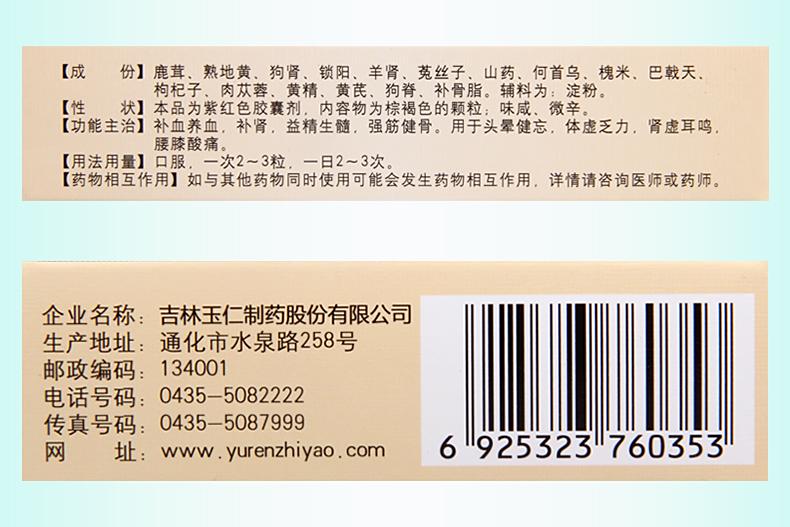 【成　　份】鹿茸、熟地黄、狗肾、锁阳、羊肾、菟丝子、山药、何首乌、槐米、巴戟天、
枸杞子、肉苁蓉、黄精、黄芪、狗脊、补骨脂。辅料为：淀粉。
【性　　状】本品为紫红色胶囊剂，内容物为棕褐色的颗粒；味咸、微辛。
【功能主治】补血养血，补肾，益精生髓，强筋健骨。用于头晕健忘，体虚乏力，肾虚耳鸣，
腰膝酸痛。
【用法用量】口服，一次2～3粒，一日2～3次。
【药物相互作用】如与其他药物同时使用可能会发生药物相互作用，详情请咨询医师或药师。
企业名称：吉林玉仁制药股份有限公司
生产地址：通化市水泉路258号
邮政编码：134001
电话号码：0435—5082222
传真号码：0435—5087999
网　　址：www.yurenzhiyao.com
6 925323 760353